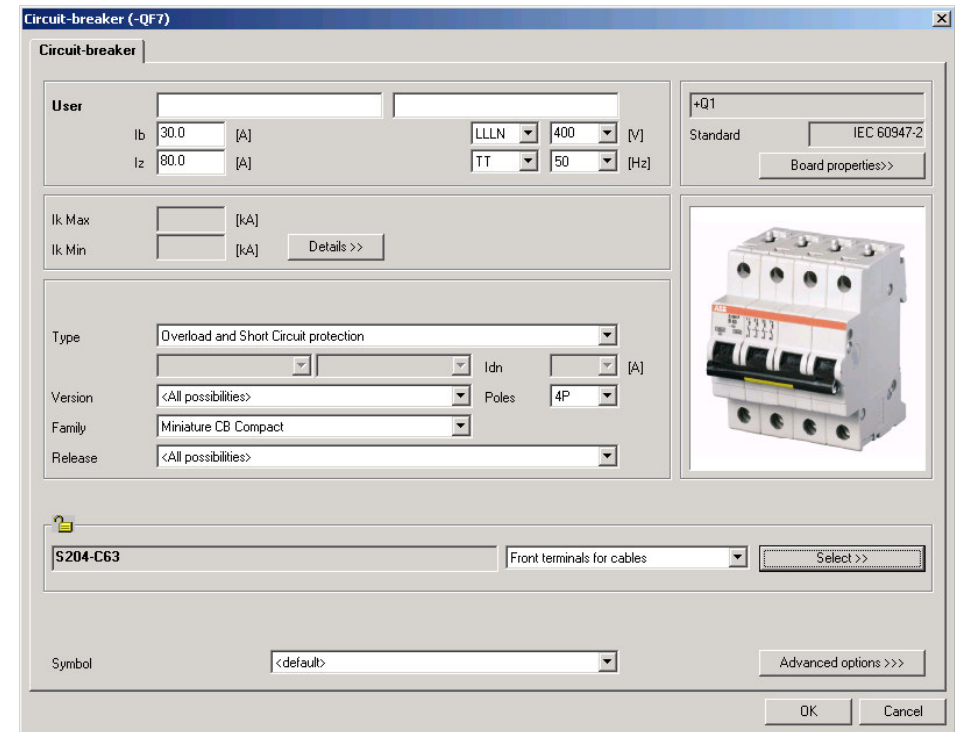 Circuit-breaker (-QF7)
Circuit-breaker
User
Ib 30.0 [A] LLLN 400 [V]
Iz 80.0 [A] TT 50 [Hz]
+Q1
Standard IEC 60947-2
Board properties>>
Ik Max [kA]
Ik Min [kA] Details >>
Type Overload and Short Circuit protection
Idn [A]
Version <All possibilities> Poles 4P
Family Miniature CB Compact
Release <All possibilities>
ABB
S204-C63 Front terminals for cables Select >>
Symbol <default> Advanced options >>>
OK Cancel